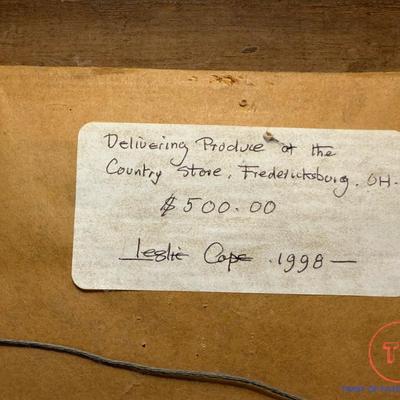 Delivering Produce at the
Country Store, Fredericksburg, OH.
$500.00
Leslie Cope .1998—